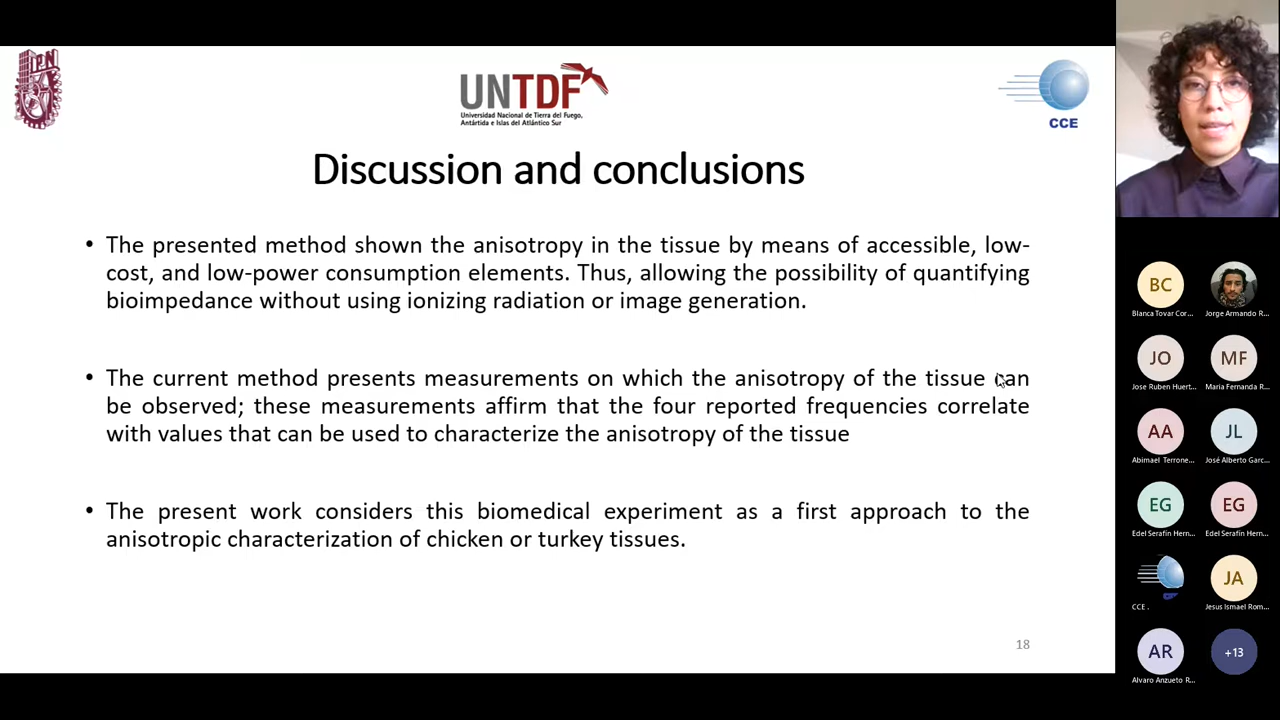 IPN
UNTDF
Universidad Nacional de Tierra del Fuego,
Antártida e Islas del Atlántico Sur
CCE
Discussion and conclusions
• The presented method shown the anisotropy in the tissue by means of accessible, low-
cost, and low-power consumption elements. Thus, allowing the possibility of quantifying
bioimpedance without using ionizing radiation or image generation.
• The current method presents measurements on which the anisotropy of the tissue can
be observed; these measurements affirm that the four reported frequencies correlate
with values that can be used to characterize the anisotropy of the tissue
• The present work considers this biomedical experiment as a first approach to the
anisotropic characterization of chicken or turkey tissues.
18
BC
Blanca Tovar Cor...
Jorge Armando R...
JO
Jose Ruben Huert...
MF
Maria Fernanda R...
AA
Abimael Terrone...
JL
José Alberto Garc...
EG
Edel Serafín Hern...
EG
Edel Serafin Hern...
CCE .
JA
Jesus Ismael Rom...
AR
Alvaro Anzueto R...
+13